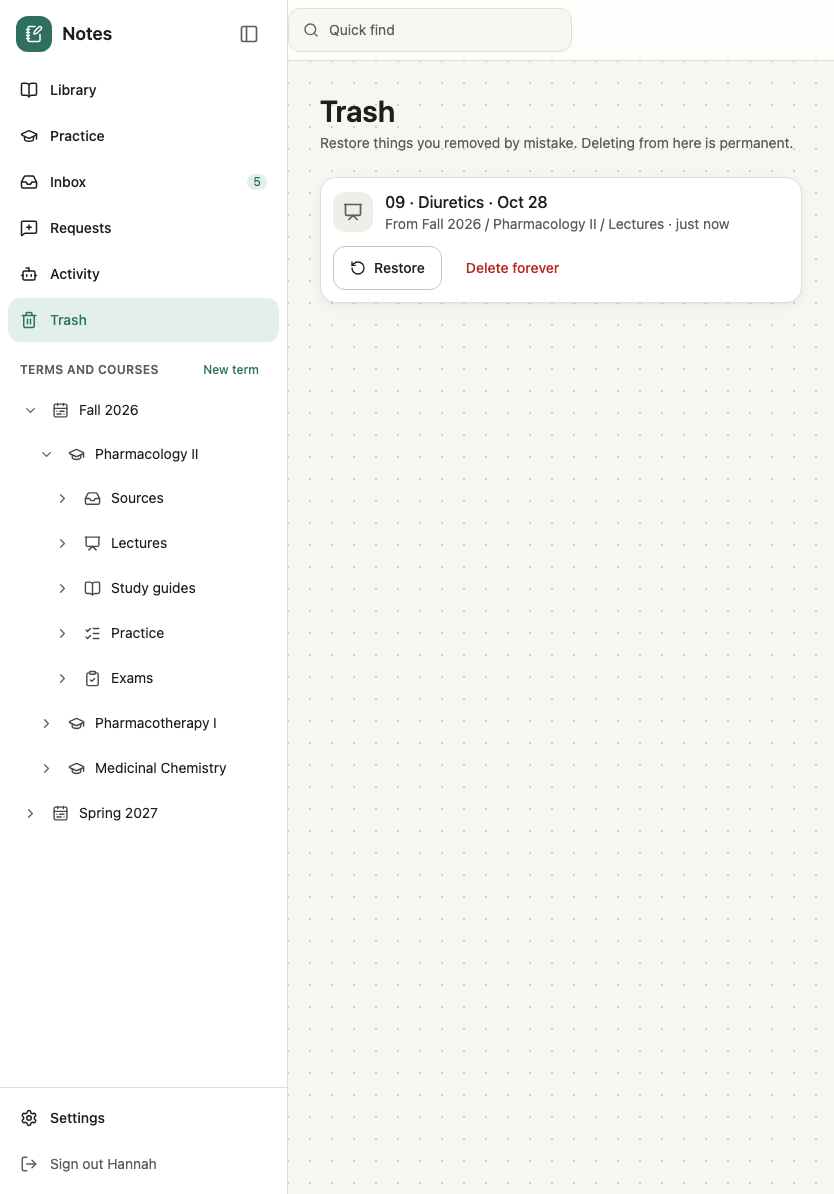 Notes
Quick find
Library
Practice
Inbox 5
Requests
Activity
Trash
TERMS AND COURSES New term
Fall 2026
Pharmacology II
Sources
Lectures
Study guides
Practice
Exams
Pharmacotherapy I
Medicinal Chemistry
Spring 2027
Settings
Sign out Hannah
Trash
Restore things you removed by mistake. Deleting from here is permanent.
09 · Diuretics · Oct 28
From Fall 2026 / Pharmacology II / Lectures · just now
Restore Delete forever